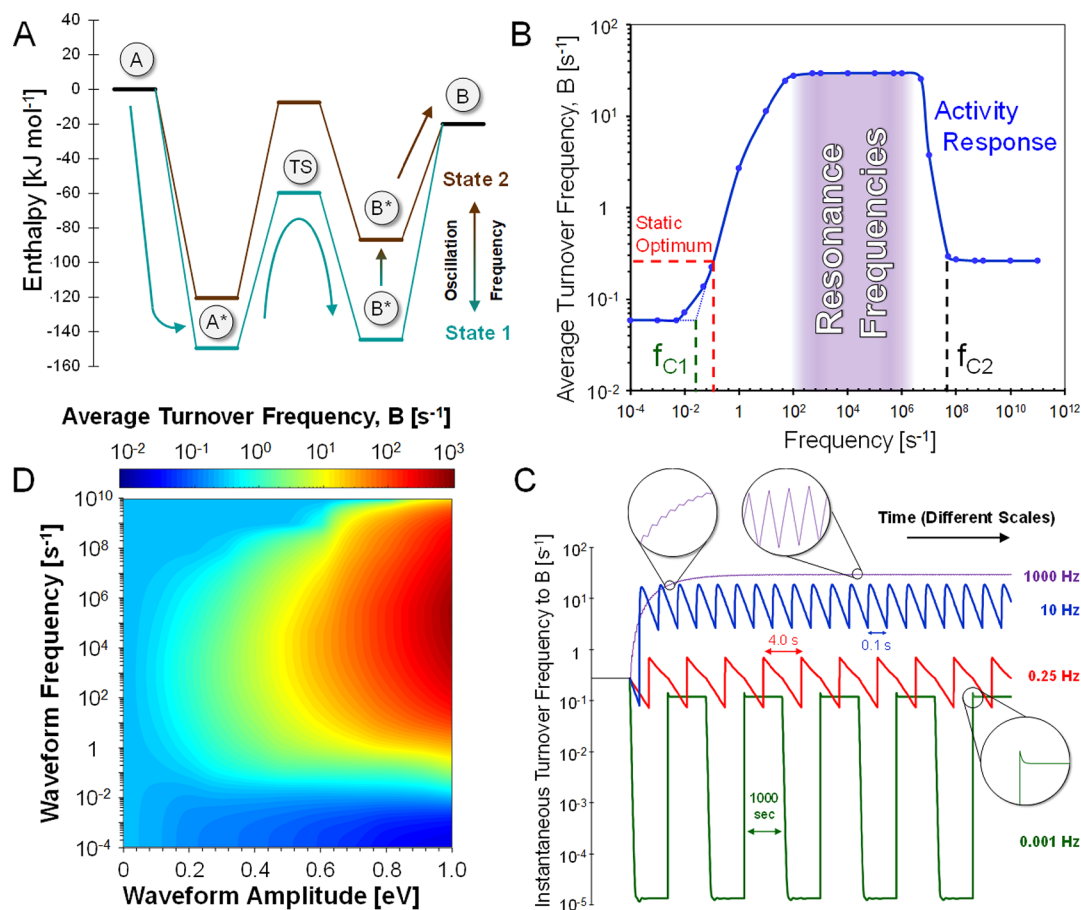 A
Enthalpy [kJ mol-1]
40
20
0
-20
-40
-60
-80
-100
-120
-140
-160
A
A*
TS
B*
B*
B
State 2
Oscillation
Frequency
State 1
B
Average Turnover Frequency, B [s-1]
10²
10¹
1
10-1
10-2
Static
Optimum
fC1
Resonance
Frequencies
Activity
Response
fC2
10-4
10-2
1
10²
10⁴
10⁶
10⁸
10¹⁰
10¹²
Frequency [s-1]
Average Turnover Frequency, B [s-1]
10-2
10-1
10⁰
10¹
10²
10³
D
Waveform Frequency [s-1]
10¹⁰
10⁸
10⁶
10⁴
10²
1
10-2
10-4
0
0.2
0.4
0.6
0.8
1.0
Waveform Amplitude [eV]
C
Instantaneous Turnover Frequency to B [s-1]
Time (Different Scales)
10²
10¹
1
10-1
10-2
10-3
10-4
10-5
1000 Hz
10 Hz
0.1 s
4.0 s
0.25 Hz
1000
sec
0.001 Hz